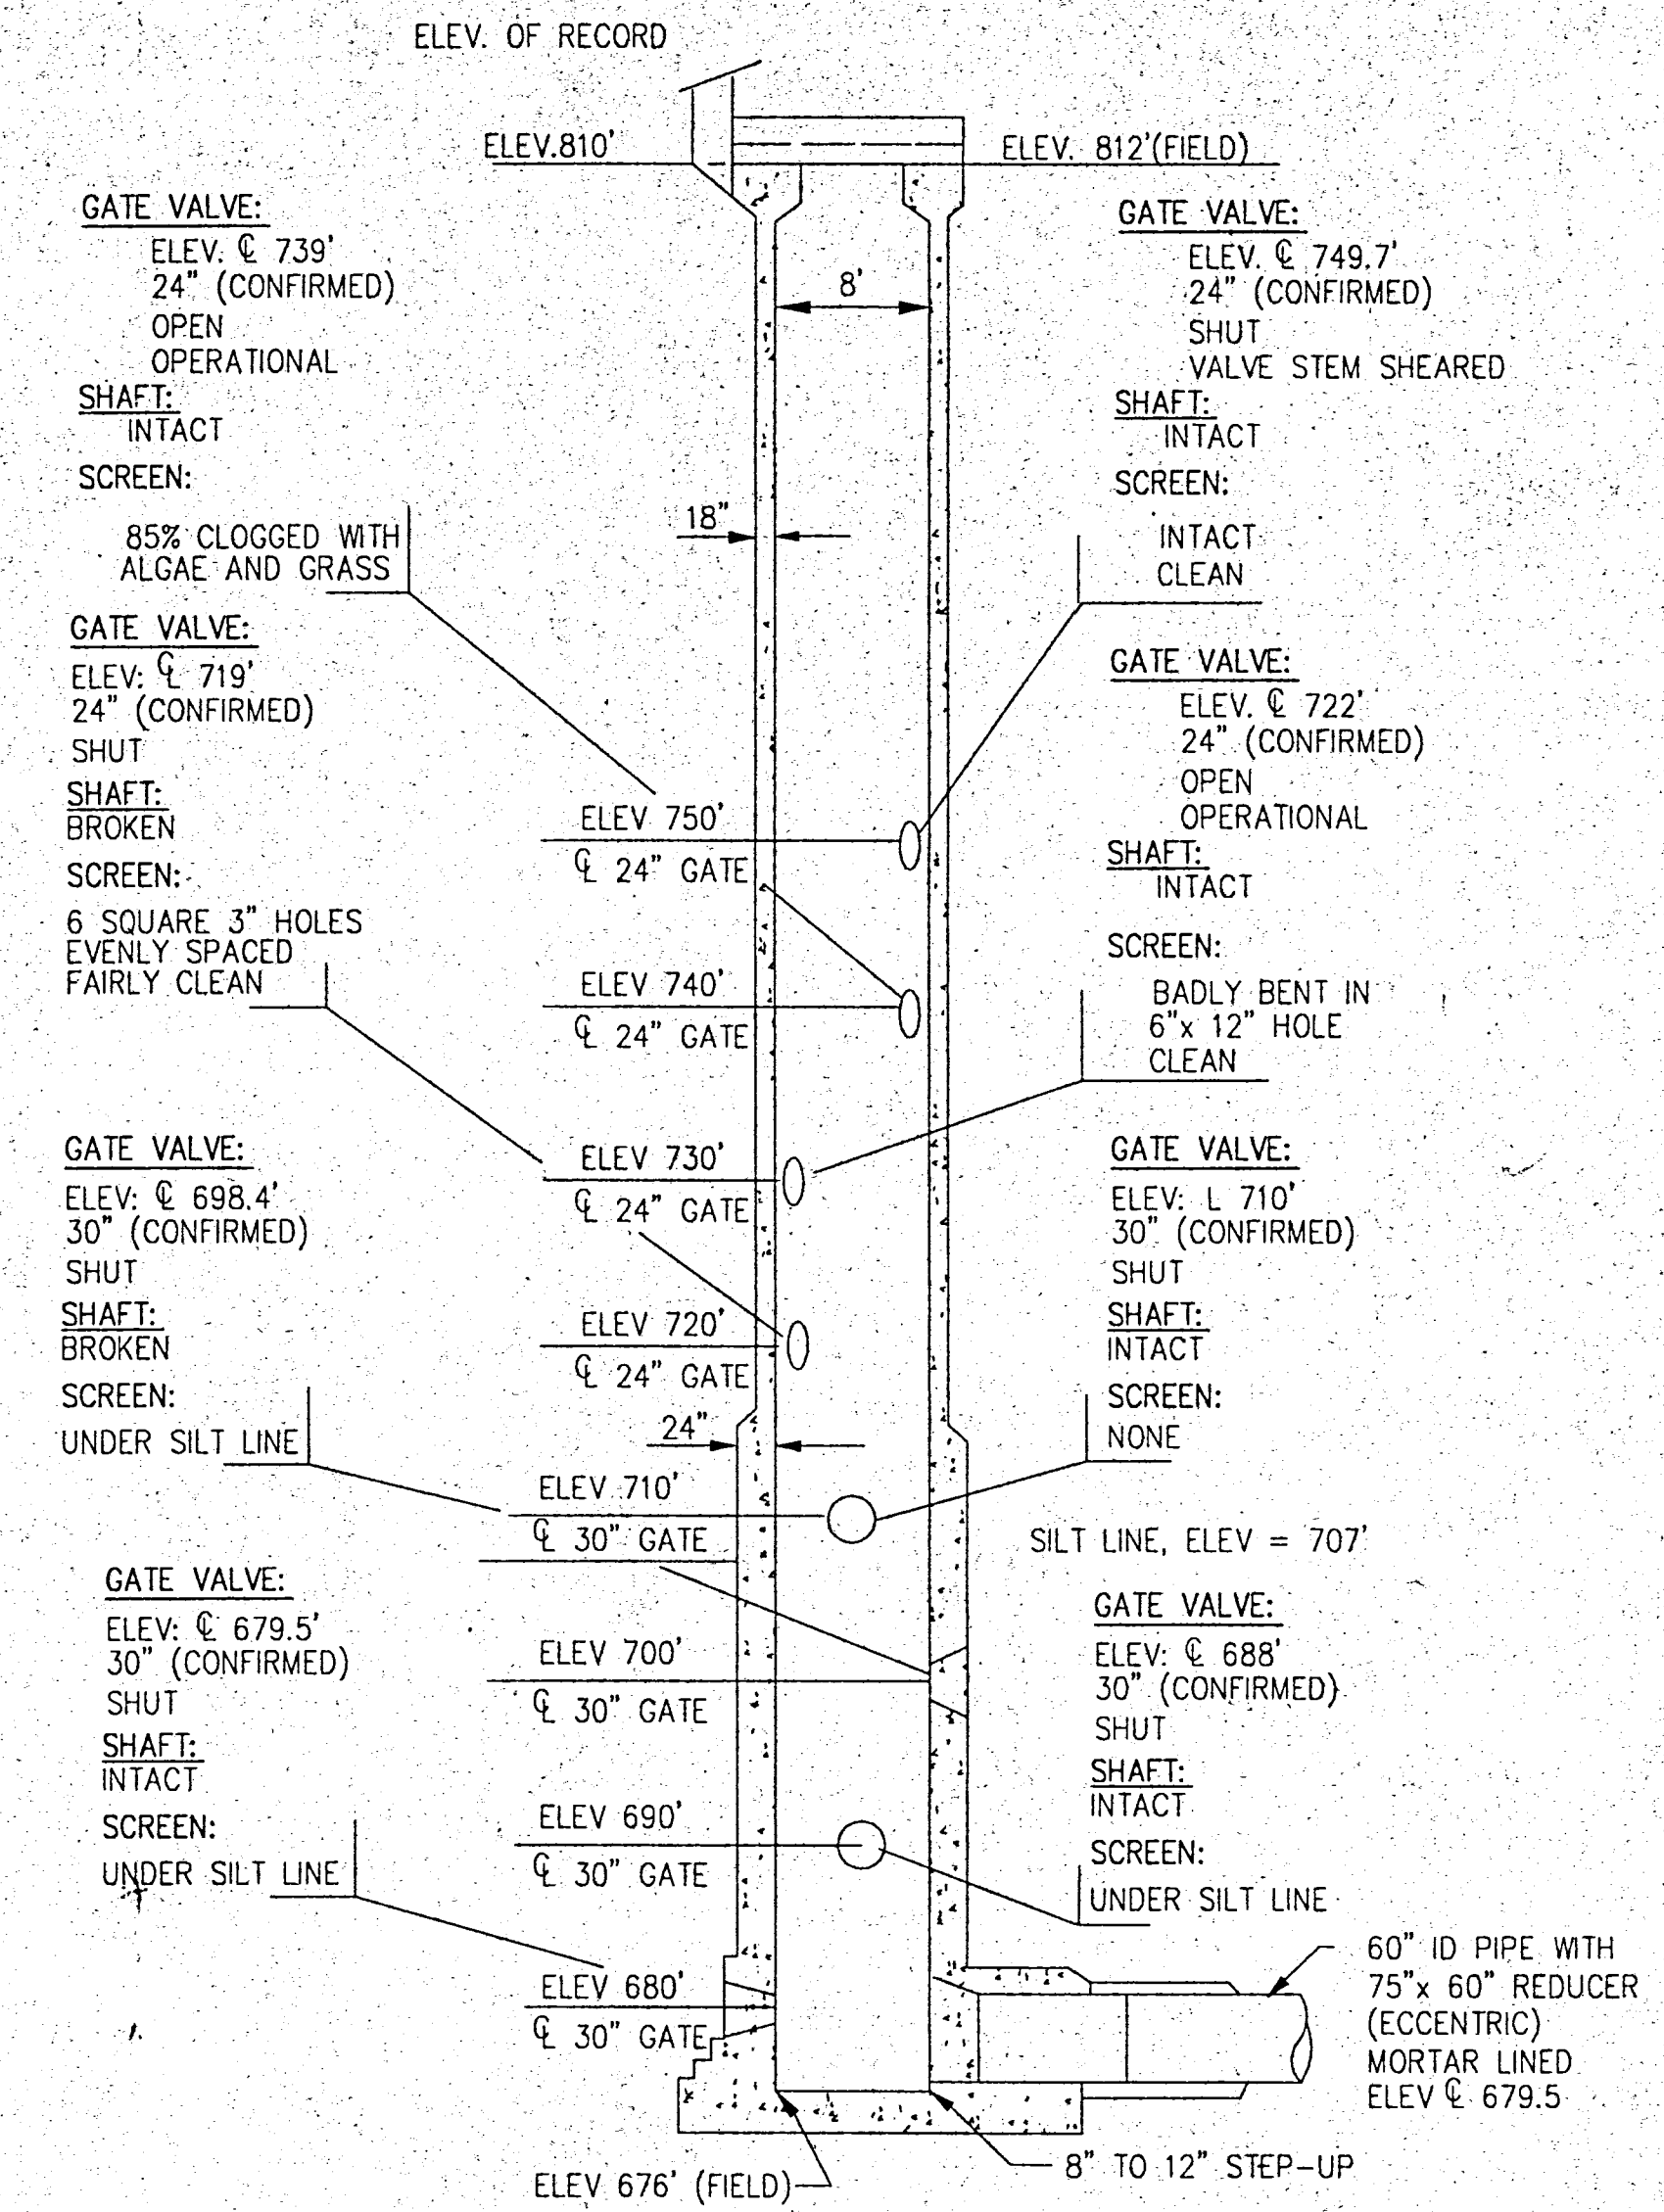 ELEV. OF RECORD
ELEV.810'
ELEV. 812'(FIELD)
8'
18"
24"
GATE VALVE:
ELEV. ℄ 739'
24" (CONFIRMED)
OPEN
OPERATIONAL
SHAFT:
INTACT
SCREEN:
85% CLOGGED WITH
ALGAE AND GRASS
GATE VALVE:
ELEV: ℄ 719'
24" (CONFIRMED)
SHUT
SHAFT:
BROKEN
SCREEN:
6 SQUARE 3" HOLES
EVENLY SPACED
FAIRLY CLEAN
GATE VALVE:
ELEV: ℄ 698.4'
30" (CONFIRMED)
SHUT
SHAFT:
BROKEN
SCREEN:
UNDER SILT LINE
GATE VALVE:
ELEV: ℄ 679.5'
30" (CONFIRMED)
SHUT
SHAFT:
INTACT
SCREEN:
UNDER SILT LINE
ELEV 750'
℄ 24" GATE
ELEV 740'
℄ 24" GATE
ELEV 730'
℄ 24" GATE
ELEV 720'
℄ 24" GATE
ELEV 710'
℄ 30" GATE
ELEV 700'
℄ 30" GATE
ELEV 690'
℄ 30" GATE
ELEV 680'
℄ 30" GATE
GATE VALVE:
ELEV. ℄ 749.7'
24" (CONFIRMED)
SHUT
VALVE STEM SHEARED
SHAFT:
INTACT
SCREEN:
INTACT
CLEAN
GATE VALVE:
ELEV. ℄ 722'
24" (CONFIRMED)
OPEN
OPERATIONAL
SHAFT:
INTACT
SCREEN:
BADLY BENT IN
6"x 12" HOLE
CLEAN
GATE VALVE:
ELEV: L 710'
30" (CONFIRMED)
SHUT
SHAFT:
INTACT
SCREEN:
NONE
SILT LINE, ELEV = 707'
GATE VALVE:
ELEV: ℄ 688'
30" (CONFIRMED)
SHUT
SHAFT:
INTACT
SCREEN:
UNDER SILT LINE
60" ID PIPE WITH
75"x 60" REDUCER
(ECCENTRIC)
MORTAR LINED
ELEV ℄ 679.5
8" TO 12" STEP-UP
ELEV 676' (FIELD)